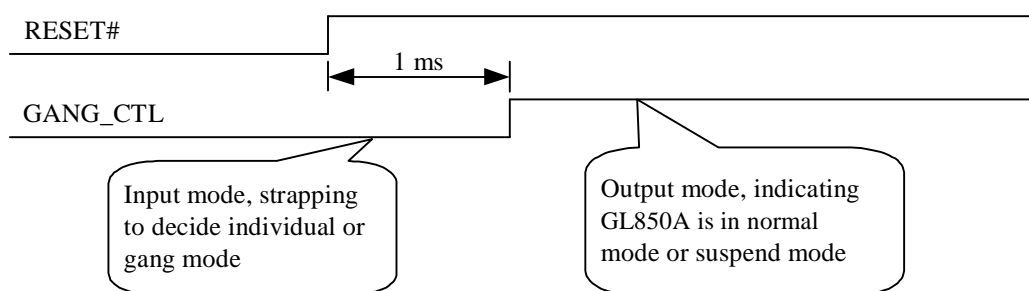 RESET#
1 ms
GANG_CTL
Input mode, strapping
to decide individual or
gang mode
Output mode, indicating
GL850A is in normal
mode or suspend mode